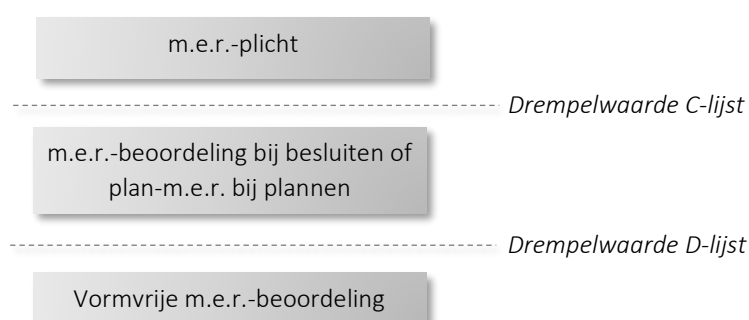 m.e.r.-plicht
Drempelwaarde C-lijst
m.e.r.-beoordeling bij besluiten of
plan-m.e.r. bij plannen
Drempelwaarde D-lijst
Vormvrije m.e.r.-beoordeling